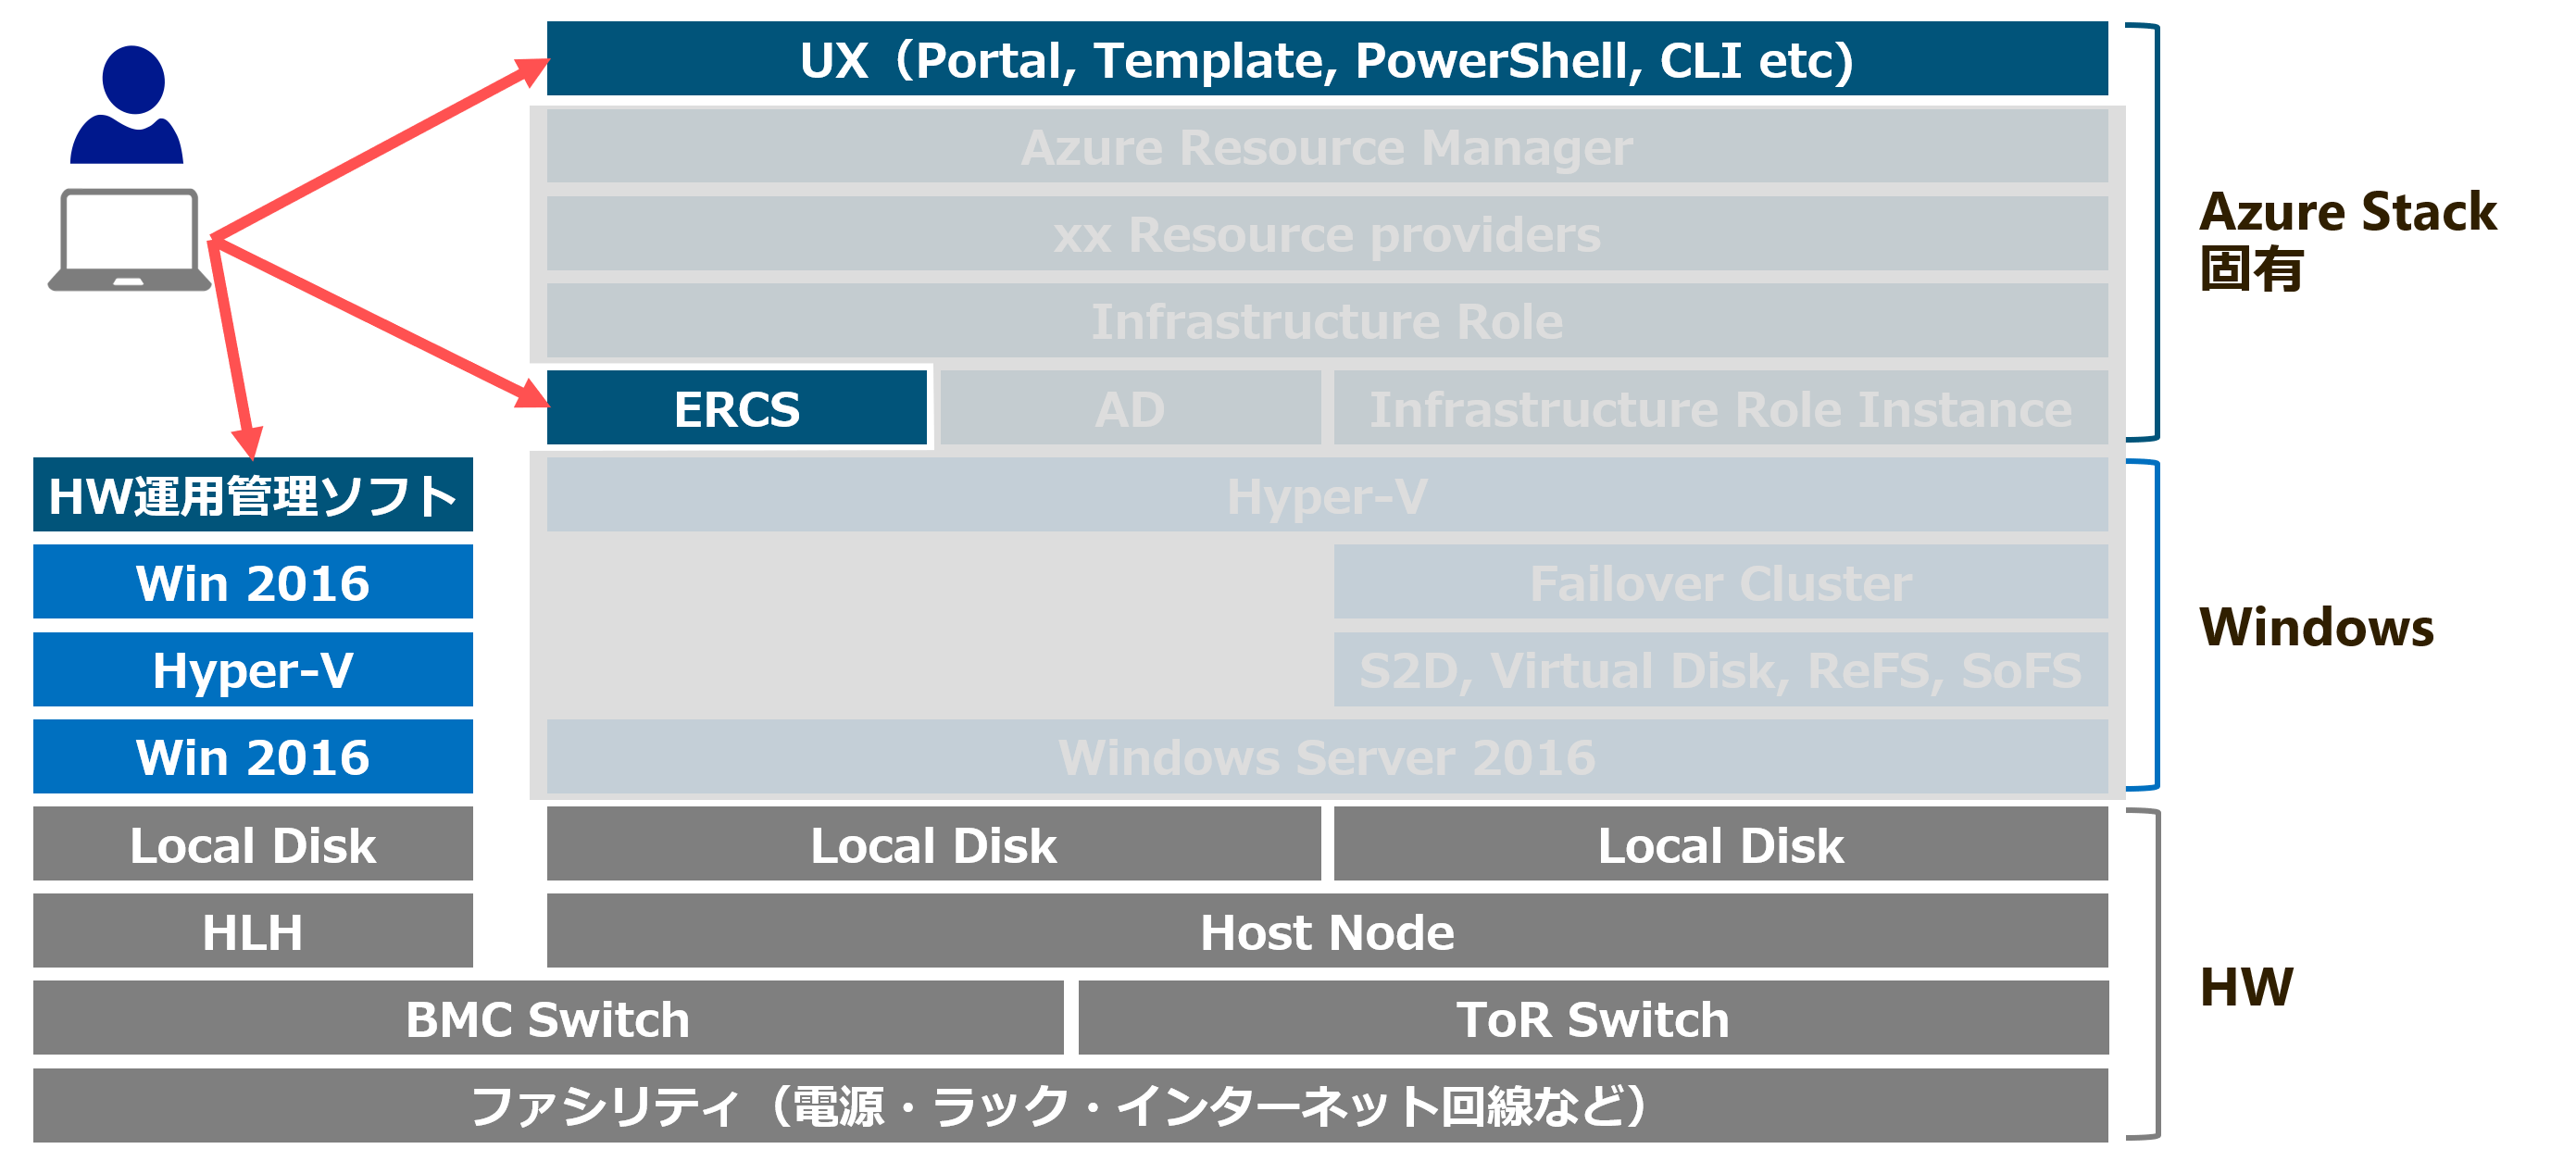 UX（Portal, Template, PowerShell, CLI etc)
Azure Resource Manager
xx Resource providers
Infrastructure Role
ERCS
AD
Infrastructure Role Instance
Azure Stack
固有
HW運用管理ソフト
Hyper-V
Win 2016
Failover Cluster
Hyper-V
S2D, Virtual Disk, ReFS, SoFS
Win 2016
Windows Server 2016
Windows
Local Disk
Local Disk
Local Disk
HLH
Host Node
BMC Switch
ToR Switch
HW
ファシリティ（電源・ラック・インターネット回線など）